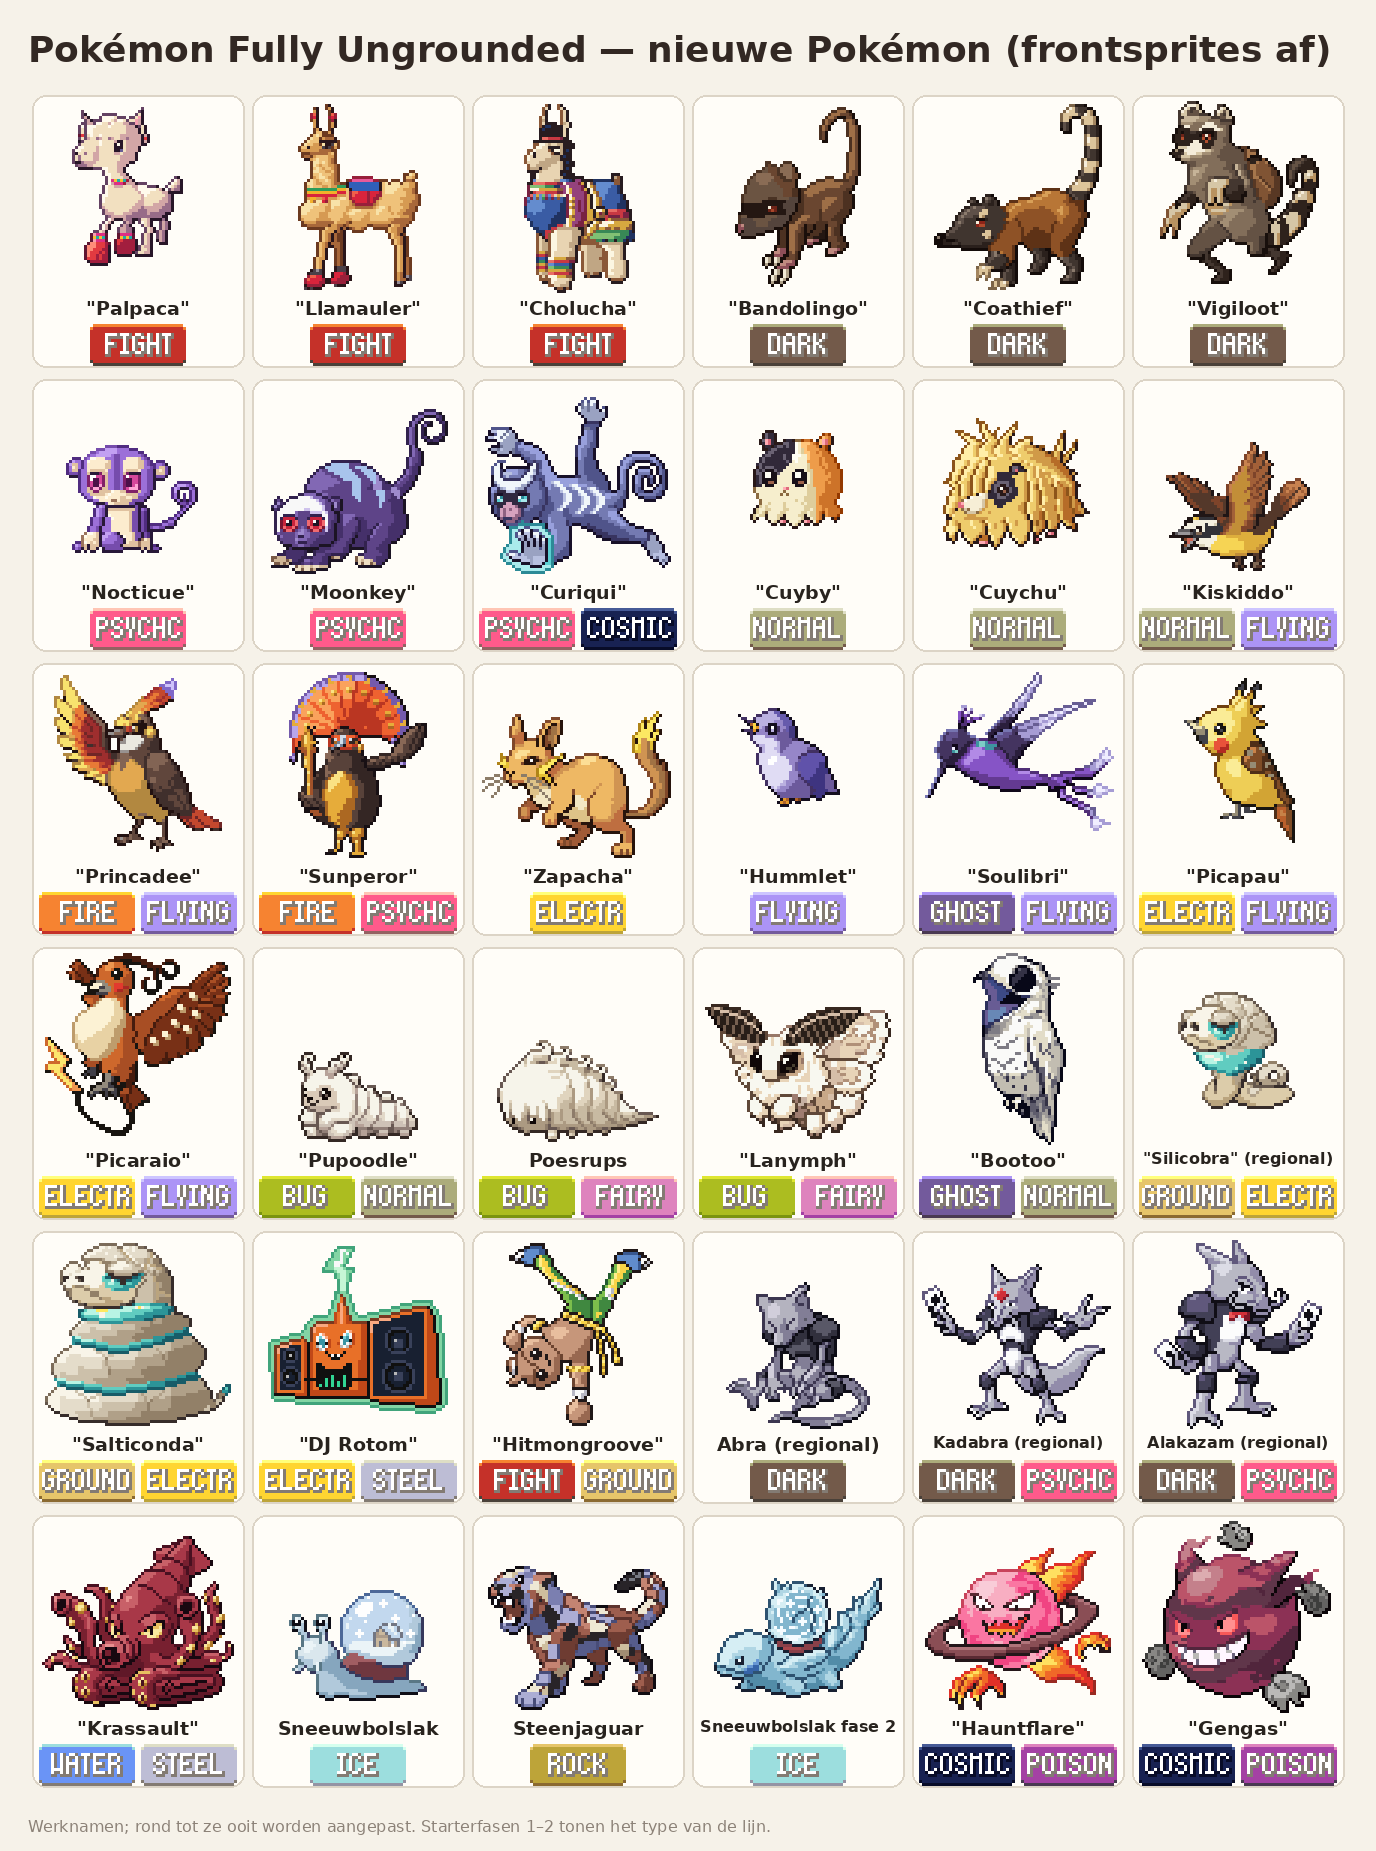 Pokémon Fully Ungrounded — nieuwe Pokémon (frontsprites af)
"Palpaca" "Llamauler" "Cholucha" "Bandolingo" "Coathief" "Vigiloot"
FIGHT FIGHT FIGHT DARK DARK DARK
"Nocticue" "Moonkey" "Curiqui" "Cuyby" "Cuychu" "Kiskiddo"
PSYCHC PSYCHC PSYCHC COSMIC NORMAL NORMAL NORMAL FLYING
"Princadee" "Sunperor" "Zapacha" "Hummlet" "Soulibri" "Picapau"
FIRE FLYING FIRE PSYCHC ELECTR FLYING GHOST FLYING ELECTR FLYING
"Picaraio" "Pupoodle" Poesrups "Lanymph" "Bootoo" "Silicobra" (regional)
ELECTR FLYING BUG NORMAL BUG FAIRY BUG FAIRY GHOST NORMAL GROUND ELECTR
"Salticonda" "DJ Rotom" "Hitmongroove" Abra (regional) Kadabra (regional) Alakazam (regional)
GROUND ELECTR ELECTR STEEL FIGHT GROUND DARK DARK PSYCHC DARK PSYCHC
"Krassault" Sneeuwbolslak Steenjaguar Sneeuwbolslak fase 2 "Hauntflare" "Gengas"
WATER STEEL ICE ROCK ICE COSMIC POISON COSMIC POISON
Werknamen; rond tot ze ooit worden aangepast. Starterfasen 1–2 tonen het type van de lijn.